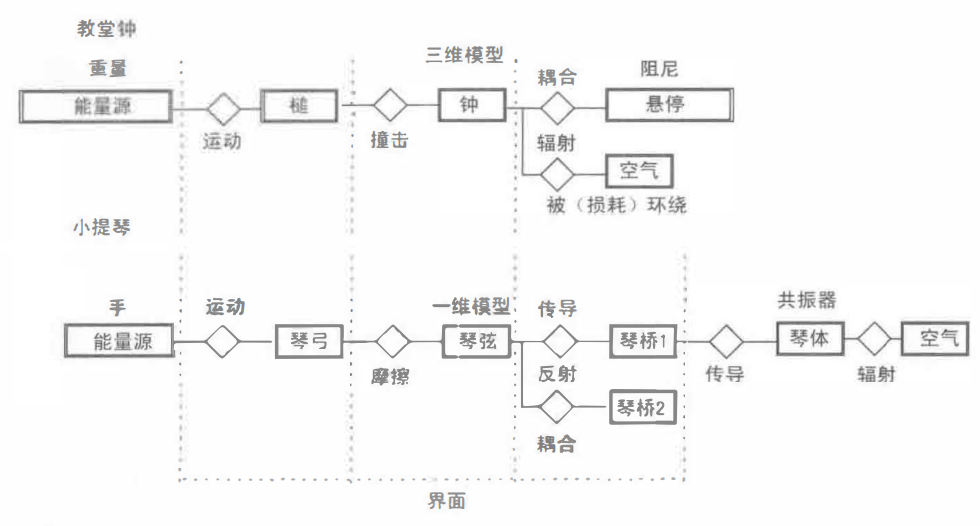 教堂钟
重量
三维模型
耦合
阻尼
能量源
槌
钟
悬停
运动
撞击
辐射
空气
被（损耗）环绕
小提琴
手
运动
一维模型
传导
共振器
能量源
琴弓
琴弦
琴桥1
琴体
空气
摩擦
反射
传导
辐射
琴桥2
耦合
界面